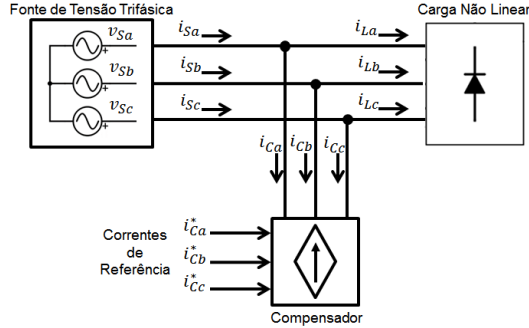 Fonte de Tensão Trifásica
Carga Não Linear
v_Sa
v_Sb
v_Sc
+
+
+
i_Sa
i_Sb
i_Sc
i_La
i_Lb
i_Lc
i_Ca i_Cb i_Cc
Correntes
de
Referência
i*_Ca
i*_Cb
i*_Cc
Compensador